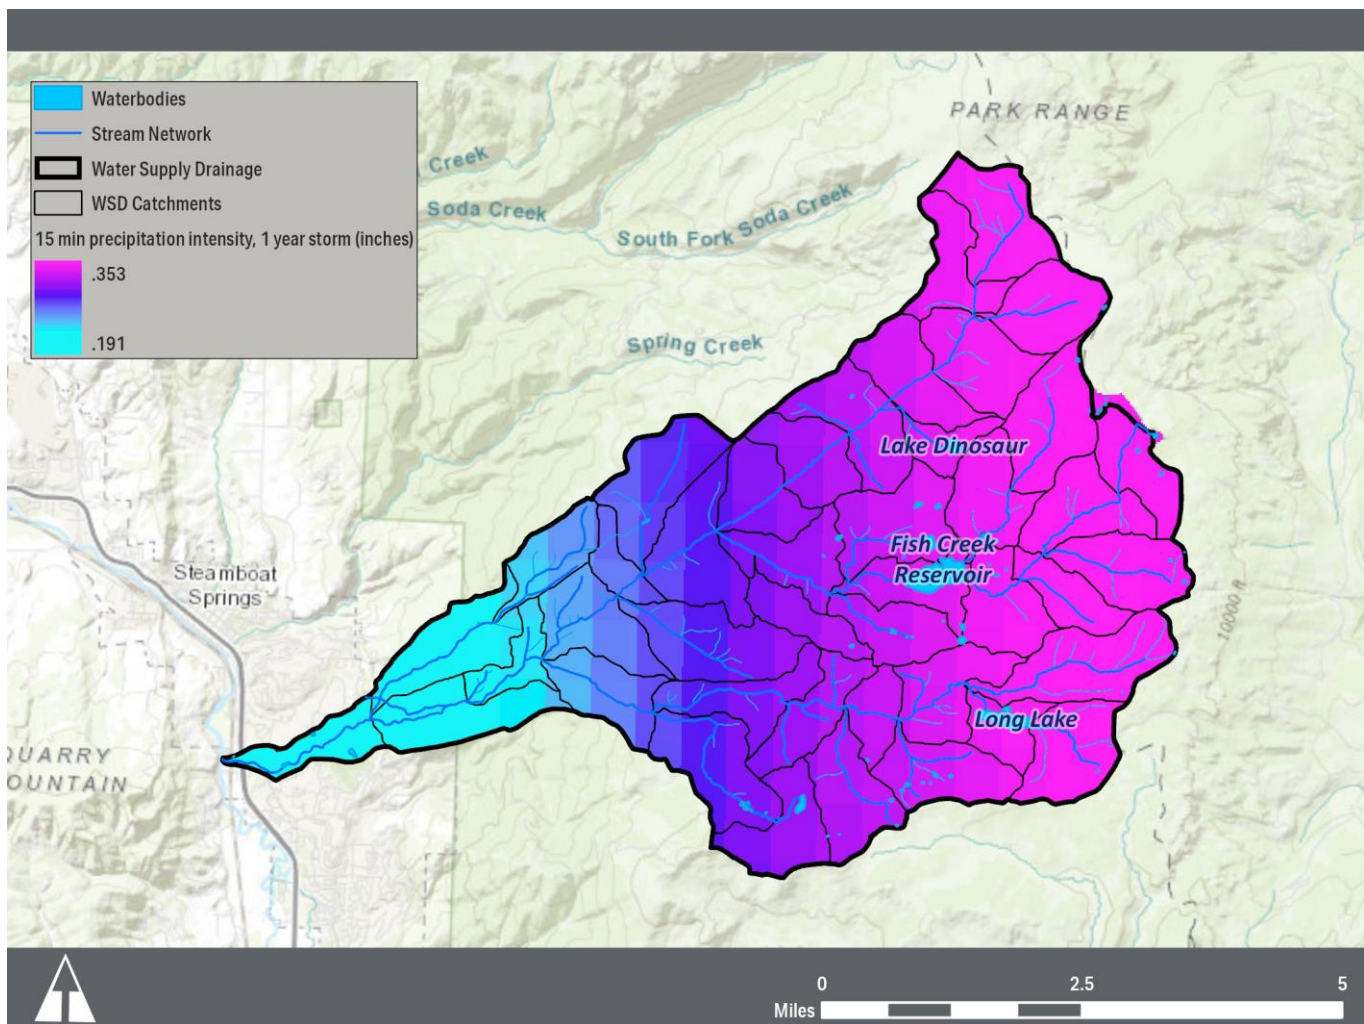 Waterbodies
Stream Network
Water Supply Drainage
WSD Catchments
15 min precipitation intensity, 1 year storm (inches)
.353
.191
PARK RANGE
Creek
Soda Creek
South Fork Soda Creek
Spring Creek
Lake Dinosaur
Fish Creek
Reservoir
Steamboat
Springs
10000 ft
Long Lake
QUARRY
OUNTAIN
0
2.5
5
Miles